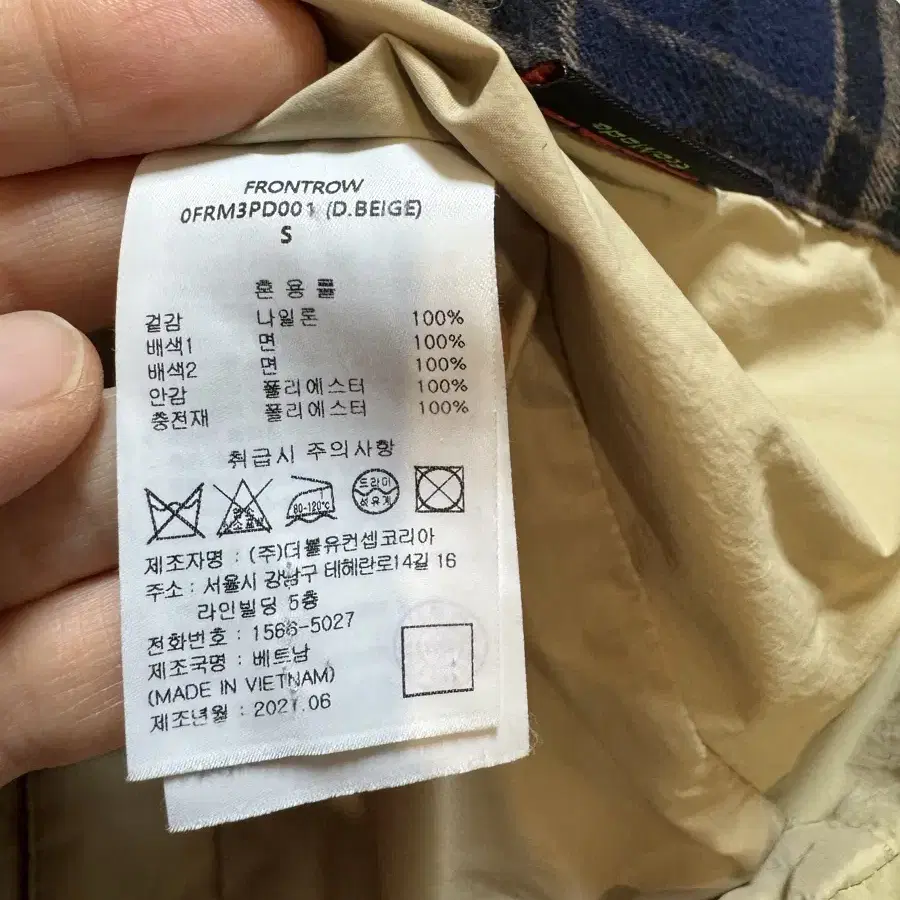 FRONTROW
0FRM3PD001 (D.BEIGE)
S
혼용률
겉감 나일론 100%
배색1 면 100%
배색2 면 100%
안감 폴리에스터 100%
충전재 폴리에스터 100%
취급시 주의사항
80-120℃
드라이
석유계
제조자명 : (주)더블유컨셉코리아
주소 : 서울시 강남구 테헤란로14길 16
라인빌딩 5층
전화번호 : 1566-5027
제조국명 : 베트남
(MADE IN VIETNAM)
제조년월 : 2021.06